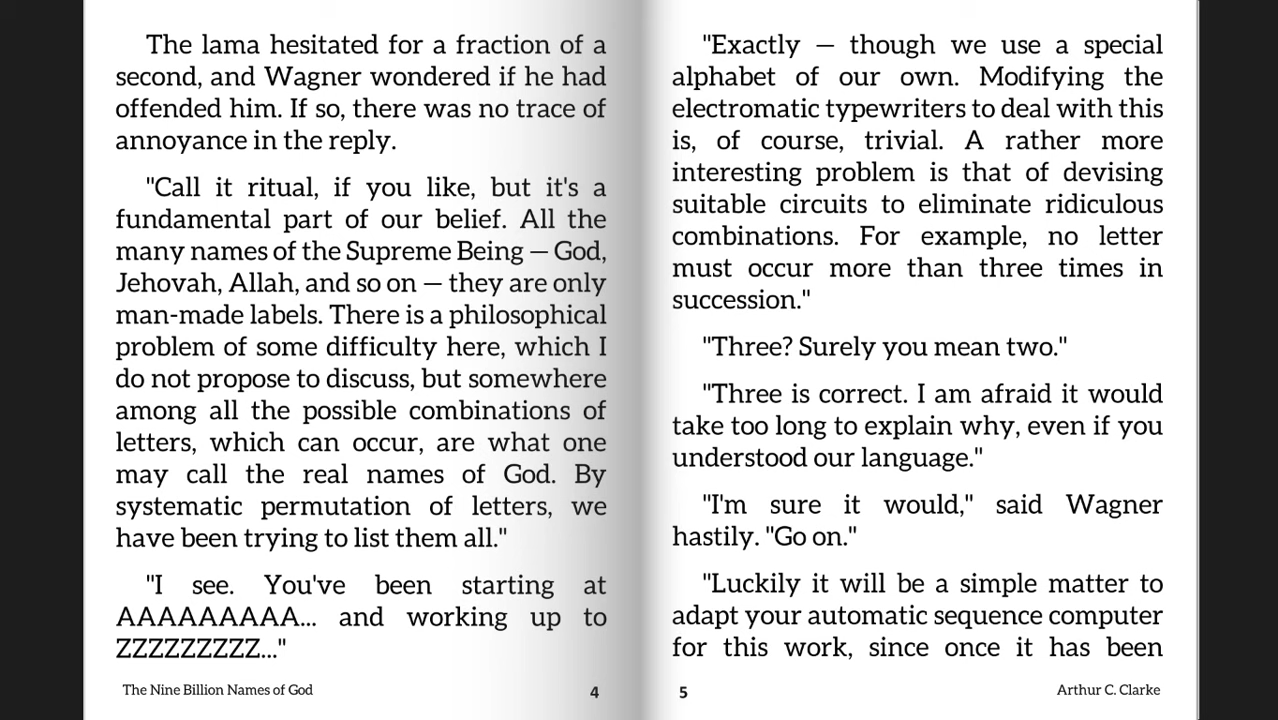 The lama hesitated for a fraction of a
second, and Wagner wondered if he had
offended him. If so, there was no trace of
annoyance in the reply.
"Call it ritual, if you like, but it's a
fundamental part of our belief. All the
many names of the Supreme Being — God,
Jehovah, Allah, and so on — they are only
man-made labels. There is a philosophical
problem of some difficulty here, which I
do not propose to discuss, but somewhere
among all the possible combinations of
letters, which can occur, are what one
may call the real names of God. By
systematic permutation of letters, we
have been trying to list them all."
"I see. You've been starting at
AAAAAAAAA... and working up to
ZZZZZZZZZ..."
The Nine Billion Names of God
4
"Exactly — though we use a special
alphabet of our own. Modifying the
electromatic typewriters to deal with this
is, of course, trivial. A rather more
interesting problem is that of devising
suitable circuits to eliminate ridiculous
combinations. For example, no letter
must occur more than three times in
succession."
"Three? Surely you mean two."
"Three is correct. I am afraid it would
take too long to explain why, even if you
understood our language."
"I'm sure it would," said Wagner
hastily. "Go on."
"Luckily it will be a simple matter to
adapt your automatic sequence computer
for this work, since once it has been
5
Arthur C. Clarke